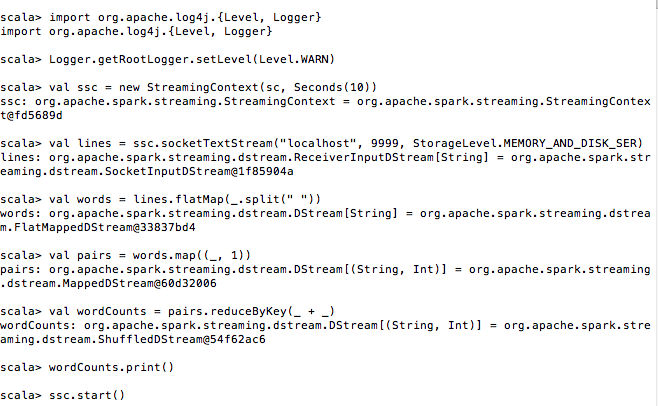 scala> import org.apache.log4j.{Level, Logger}
import org.apache.log4j.{Level, Logger}
scala> Logger.getRootLogger.setLevel(Level.WARN)
scala> val ssc = new StreamingContext(sc, Seconds(10))
ssc: org.apache.spark.streaming.StreamingContext = org.apache.spark.streaming.StreamingContex
t@fd5689d
scala> val lines = ssc.socketTextStream("localhost", 9999, StorageLevel.MEMORY_AND_DISK_SER)
lines: org.apache.spark.streaming.dstream.ReceiverInputDStream[String] = org.apache.spark.str
eaming.dstream.SocketInputDStream@1f85904a
scala> val words = lines.flatMap(_.split(" "))
words: org.apache.spark.streaming.dstream.DStream[String] = org.apache.spark.streaming.dstrea
m.FlatMappedDStream@33837bd4
scala> val pairs = words.map((_, 1))
pairs: org.apache.spark.streaming.dstream.DStream[(String, Int)] = org.apache.spark.streaming
.dstream.MappedDStream@60d32006
scala> val wordCounts = pairs.reduceByKey(_ + _)
wordCounts: org.apache.spark.streaming.dstream.DStream[(String, Int)] = org.apache.spark.stre
aming.dstream.ShuffledDStream@54f62ac6
scala> wordCounts.print()
scala> ssc.start()